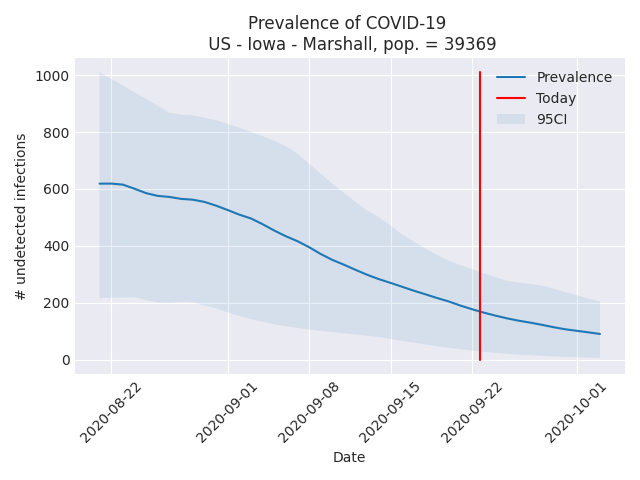 Prevalence of COVID-19
US - Iowa - Marshall, pop. = 39369
Prevalence
Today
95CI
# undetected infections
1000
800
600
400
200
0
2020-08-22
2020-09-01
2020-09-08
2020-09-15
2020-09-22
2020-10-01
Date